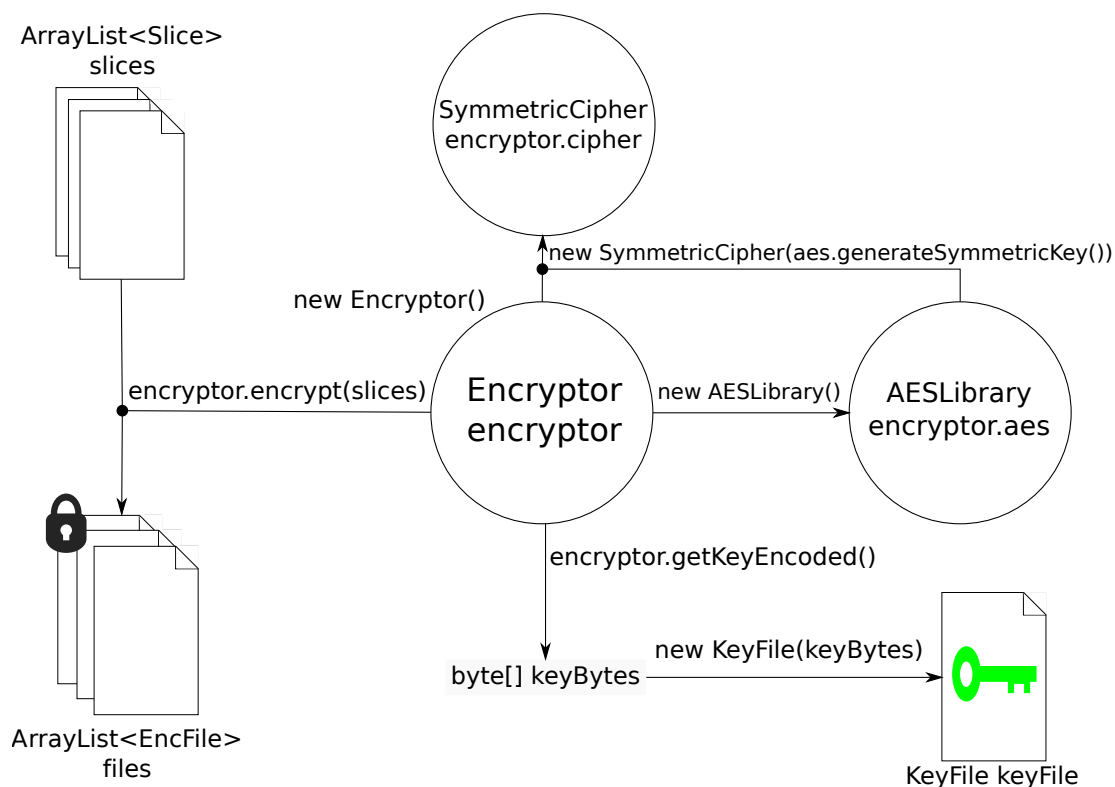 ArrayList<Slice>
slices
SymmetricCipher
encryptor.cipher
new SymmetricCipher(aes.generateSymmetricKey())
new Encryptor()
encryptor.encrypt(slices)
Encryptor
encryptor
new AESLibrary()
AESLibrary
encryptor.aes
encryptor.getKeyEncoded()
byte[] keyBytes
new KeyFile(keyBytes)
ArrayList<EncFile>
files
KeyFile keyFile